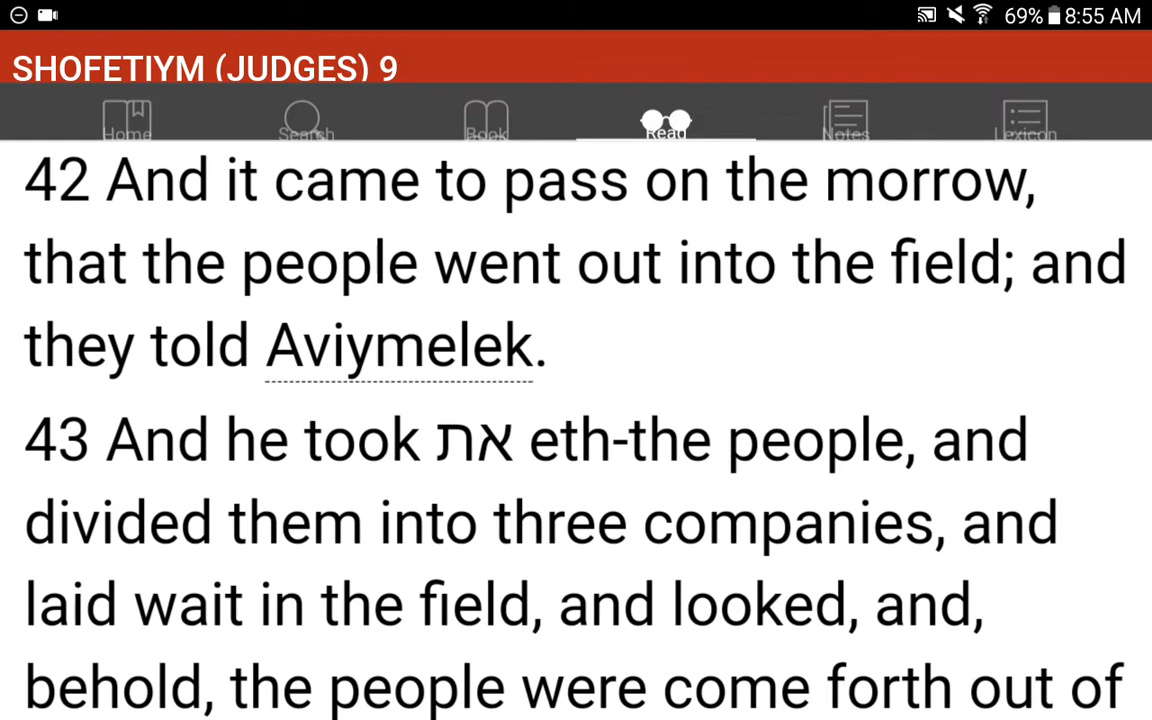 69% 8:55 AM
SHOFETIYM (JUDGES) 9
Home Search Book Read Notes Lexicon
42 And it came to pass on the morrow,
that the people went out into the field; and
they told Aviymelek.
43 And he took את eth-the people, and
divided them into three companies, and
laid wait in the field, and looked, and,
behold, the people were come forth out of